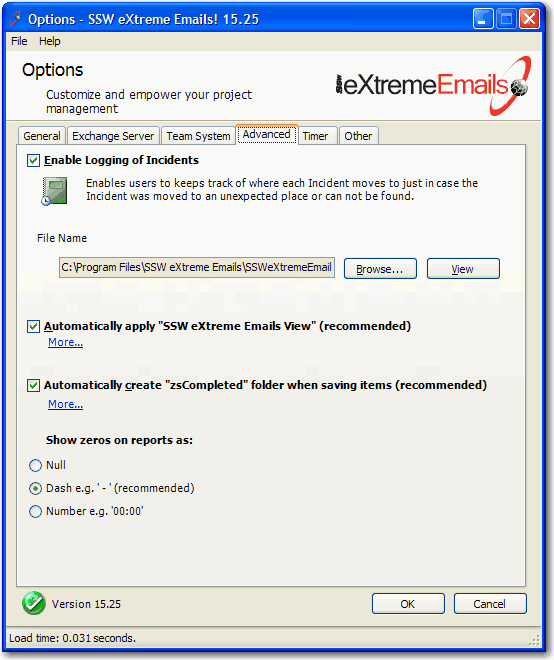 Options - SSW eXtreme Emails! 15.25
File Help
Options
Customize and empower your project
management
SSW eXtremeEmails
General Exchange Server Team System Advanced Timer Other
Enable Logging of Incidents
Enables users to keeps track of where each Incident moves to just in case the
Incident was moved to an unexpected place or can not be found.
File Name
C:\Program Files\SSW eXtreme Emails\SSWeXtremeEmail Browse... View
Automatically apply "SSW eXtreme Emails View" (recommended)
More...
Automatically create "zsCompleted" folder when saving items (recommended)
More...
Show zeros on reports as:
Null
Dash e.g. ' - ' (recommended)
Number e.g. '00:00'
Version 15.25 OK Cancel
Load time: 0.031 seconds.